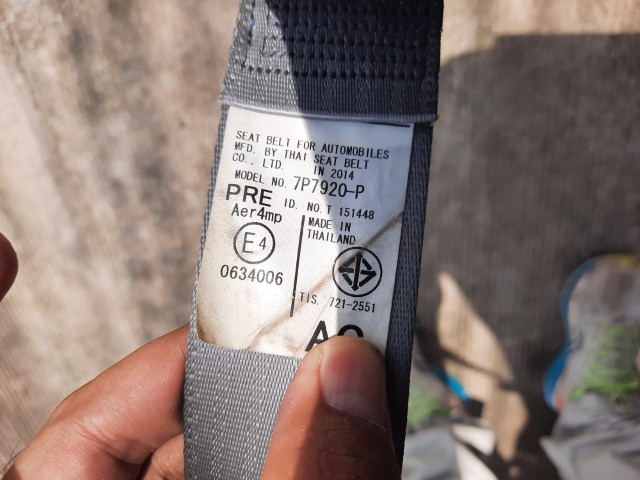 SEAT BELT FOR AUTOMOBILES
MFD. BY THAI SEAT BELT
CO., LTD. IN 2014
MODEL NO. 7P7920-P
PRE ID. NO. T 151448
Aer4mp
MADE IN
THAILAND
E4
0634006
TIS. 721-2551